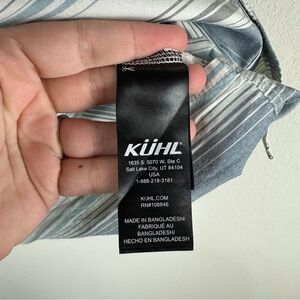 KÜHL
1635 S. 5070 W, Ste C
Salt Lake City, UT 84104
USA
1-888-218-3181
KUHL.COM
RN#108846
MADE IN BANGLADESH/
FABRIQUÉ AU BANGLADESH/
HECHO EN BANGLADESH